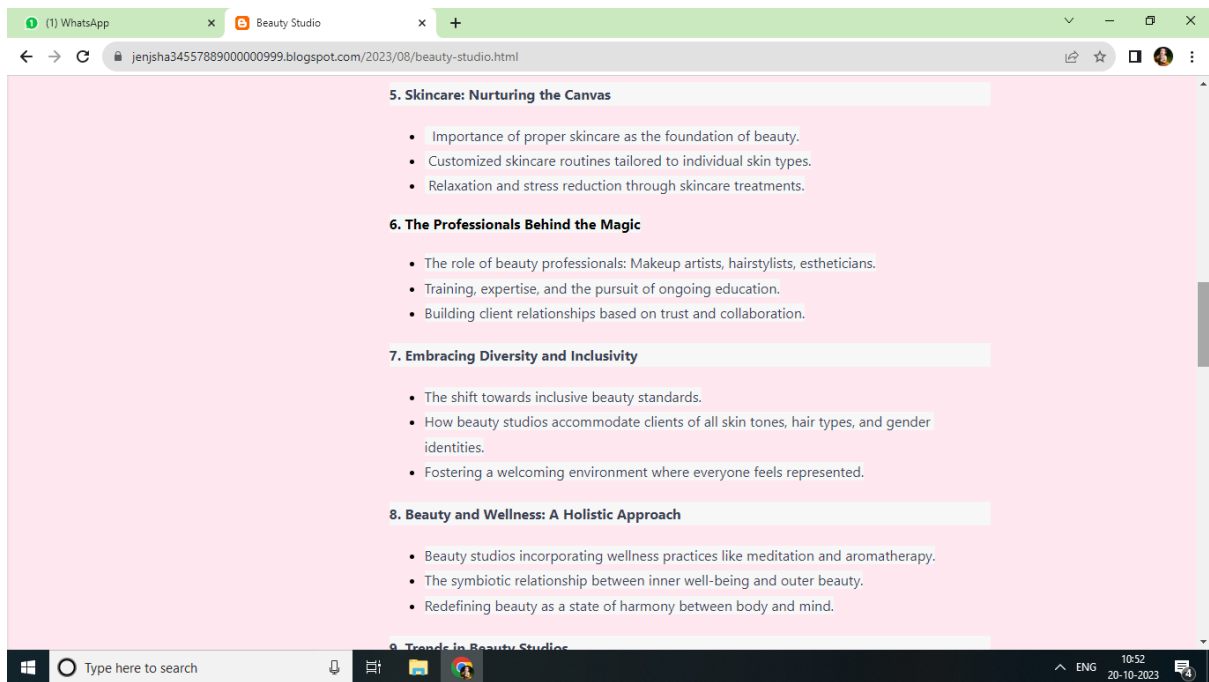 (1) WhatsApp
Beauty Studio
jenjsha34557889000000999.blogspot.com/2023/08/beauty-studio.html
5. Skincare: Nurturing the Canvas
Importance of proper skincare as the foundation of beauty.
Customized skincare routines tailored to individual skin types.
Relaxation and stress reduction through skincare treatments.
6. The Professionals Behind the Magic
The role of beauty professionals: Makeup artists, hairstylists, estheticians.
Training, expertise, and the pursuit of ongoing education.
Building client relationships based on trust and collaboration.
7. Embracing Diversity and Inclusivity
The shift towards inclusive beauty standards.
How beauty studios accommodate clients of all skin tones, hair types, and gender
identities.
Fostering a welcoming environment where everyone feels represented.
8. Beauty and Wellness: A Holistic Approach
Beauty studios incorporating wellness practices like meditation and aromatherapy.
The symbiotic relationship between inner well-being and outer beauty.
Redefining beauty as a state of harmony between body and mind.
9. Trends in Beauty Studios
Type here to search
ENG
10:52
20-10-2023
4